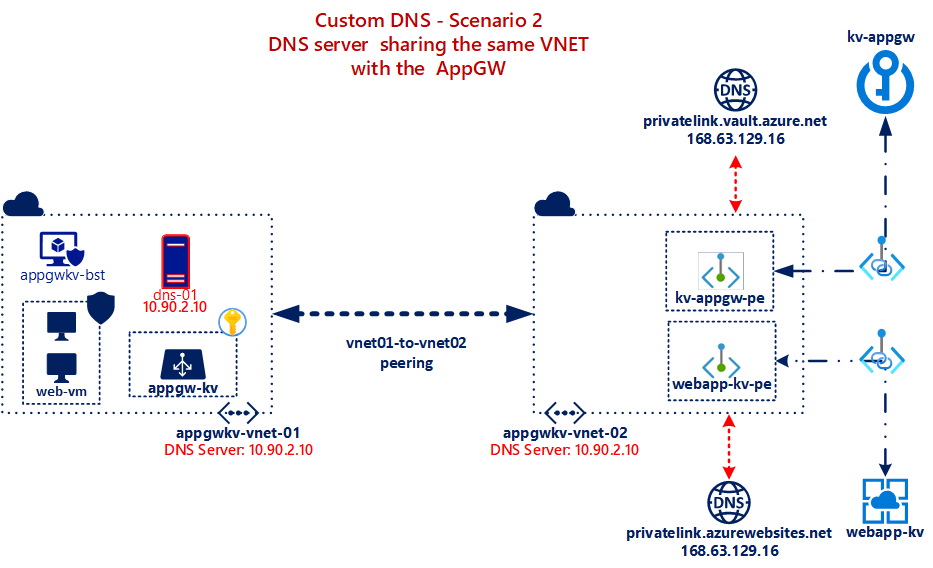 Custom DNS - Scenario 2
DNS server sharing the same VNET
with the AppGW
kv-appgw
DNS
privatelink.vault.azure.net
168.63.129.16
appgwkv-bst
dns-01
10.90.2.10
web-vm
appgw-kv
appgwkv-vnet-01
DNS Server: 10.90.2.10
vnet01-to-vnet02
peering
kv-appgw-pe
webapp-kv-pe
appgwkv-vnet-02
DNS Server: 10.90.2.10
DNS
privatelink.azurewebsites.net
168.63.129.16
webapp-kv